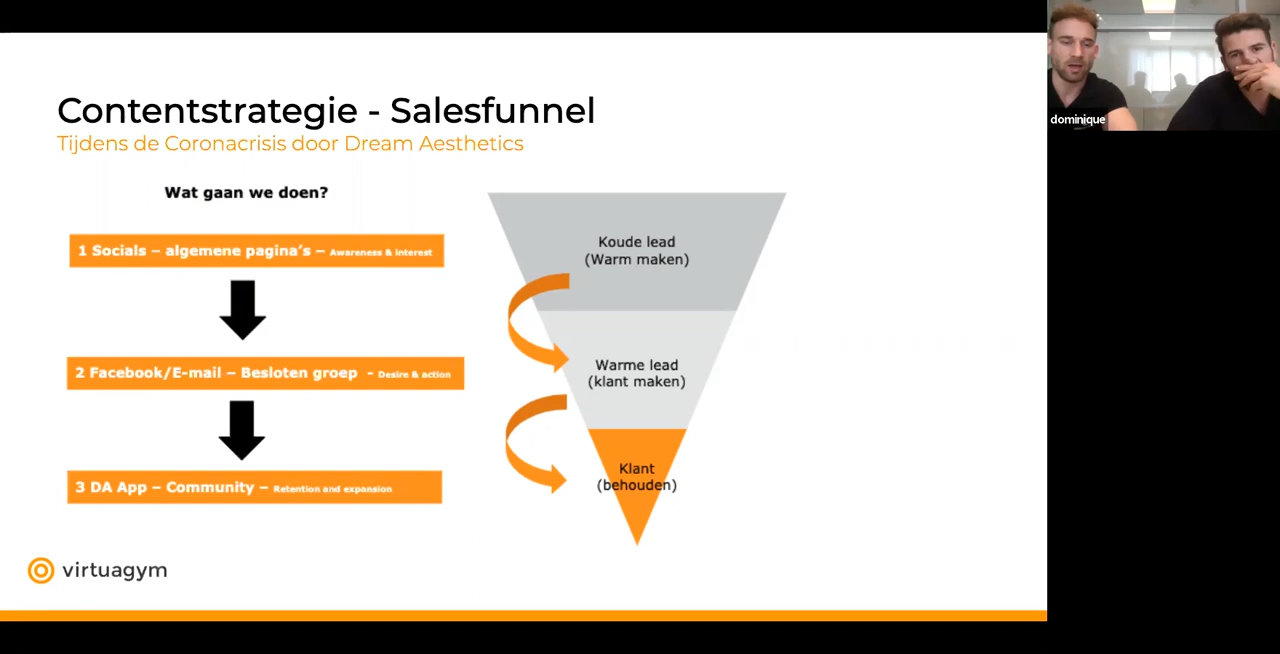 Contentstrategie - Salesfunnel
Tijdens de Coronacrisis door Dream Aesthetics
Wat gaan we doen?
1 Socials – algemene pagina's – Awareness & interest
2 Facebook/E-mail – Besloten groep - Desire & action
3 DA App – Community – Retention and expansion
Koude lead
(Warm maken)
Warme lead
(klant maken)
Klant
(behouden)
virtuagym
dominique